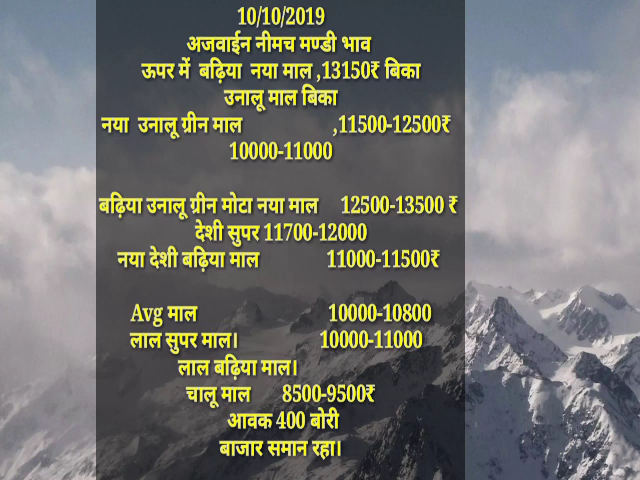 10/10/2019
अजवाईन नीमच मण्डी भाव
ऊपर में बढ़िया नया माल ,13150₹ बिका
उनालू माल बिका
नया उनालू ग्रीन माल ,11500-12500₹
10000-11000
बढ़िया उनालू ग्रीन मोटा नया माल 12500-13500 ₹
देशी सुपर 11700-12000
नया देशी बढ़िया माल 11000-11500₹
Avg माल 10000-10800
लाल सुपर माल। 10000-11000
लाल बढ़िया माल।
चालू माल 8500-9500₹
आवक 400 बोरी
बाजार समान रहा।